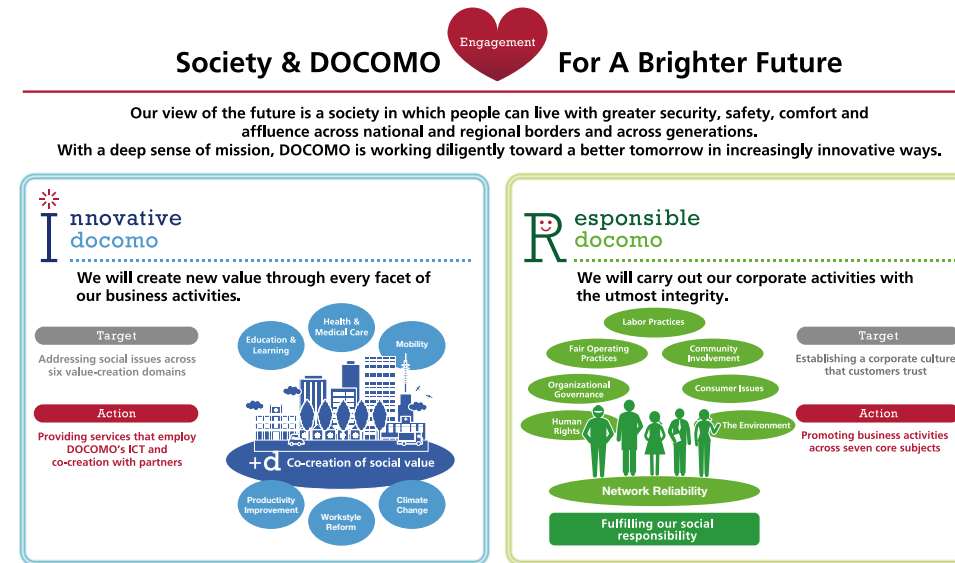 Engagement
Society & DOCOMO For A Brighter Future
Our view of the future is a society in which people can live with greater security, safety, comfort and
affluence across national and regional borders and across generations.
With a deep sense of mission, DOCOMO is working diligently toward a better tomorrow in increasingly innovative ways.
Innovative
docomo
We will create new value through every facet of
our business activities.
Target
Addressing social issues across
six value-creation domains
Action
Providing services that employ
DOCOMO's ICT and
co-creation with partners
Education &
Learning
Health &
Medical Care
Mobility
+d Co-creation of social value
Productivity
Improvement
Workstyle
Reform
Climate
Change
Responsible
docomo
We will carry out our corporate activities with
the utmost integrity.
Labor Practices
Fair Operating
Practices
Community
Involvement
Organizational
Governance
Consumer Issues
Human
Rights
The Environment
Network Reliability
Fulfilling our social
responsibility
Target
Establishing a corporate culture
that customers trust
Action
Promoting business activities
across seven core subjects